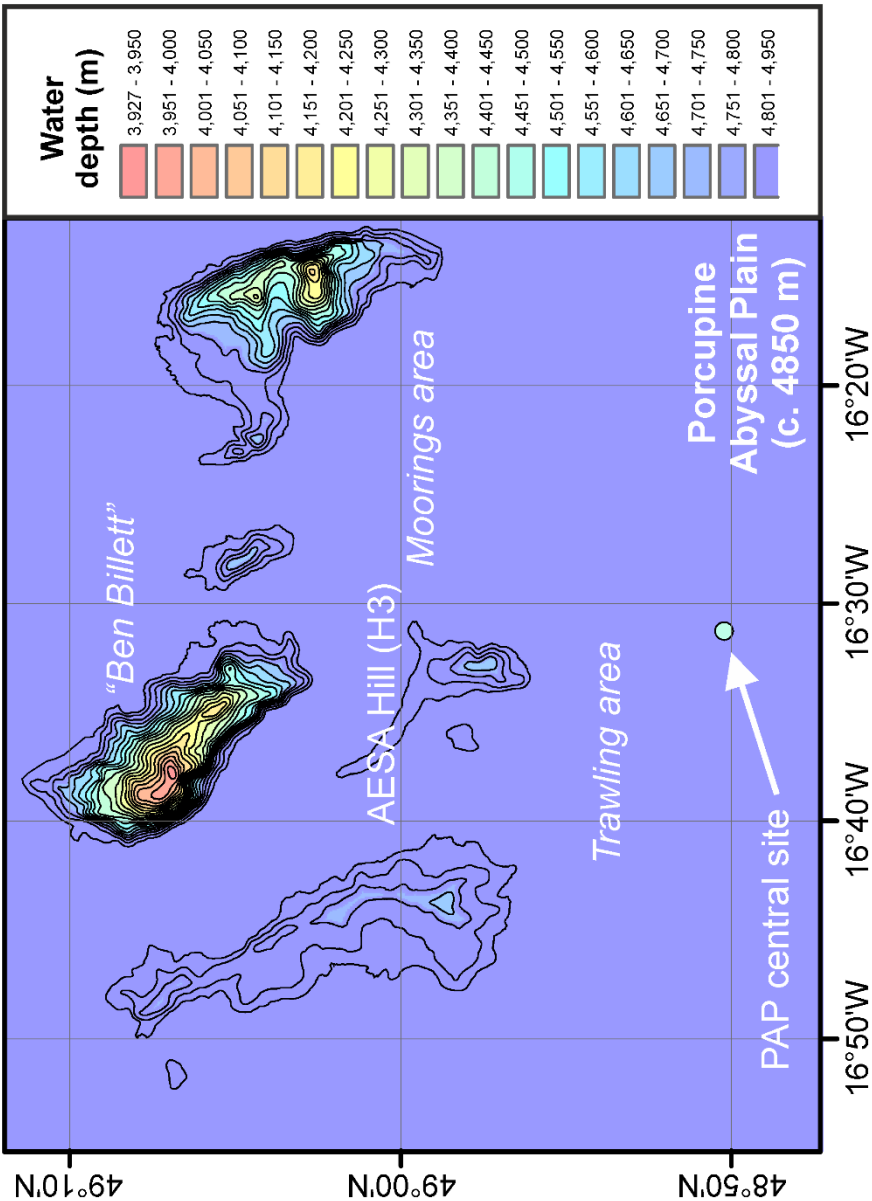 Water
depth (m)
3,927 - 3,950
3,951 - 4,000
4,001 - 4,050
4,051 - 4,100
4,101 - 4,150
4,151 - 4,200
4,201 - 4,250
4,251 - 4,300
4,301 - 4,350
4,351 - 4,400
4,401 - 4,450
4,451 - 4,500
4,501 - 4,550
4,551 - 4,600
4,601 - 4,650
4,651 - 4,700
4,701 - 4,750
4,751 - 4,800
4,801 - 4,950
“Ben Billett”
AESA Hill (H3)
Moorings area
Trawling area
Porcupine
Abyssal Plain
(c. 4850 m)
PAP central site
49°10'N
49°00'N
48°50'N
16°50'W
16°40'W
16°30'W
16°20'W